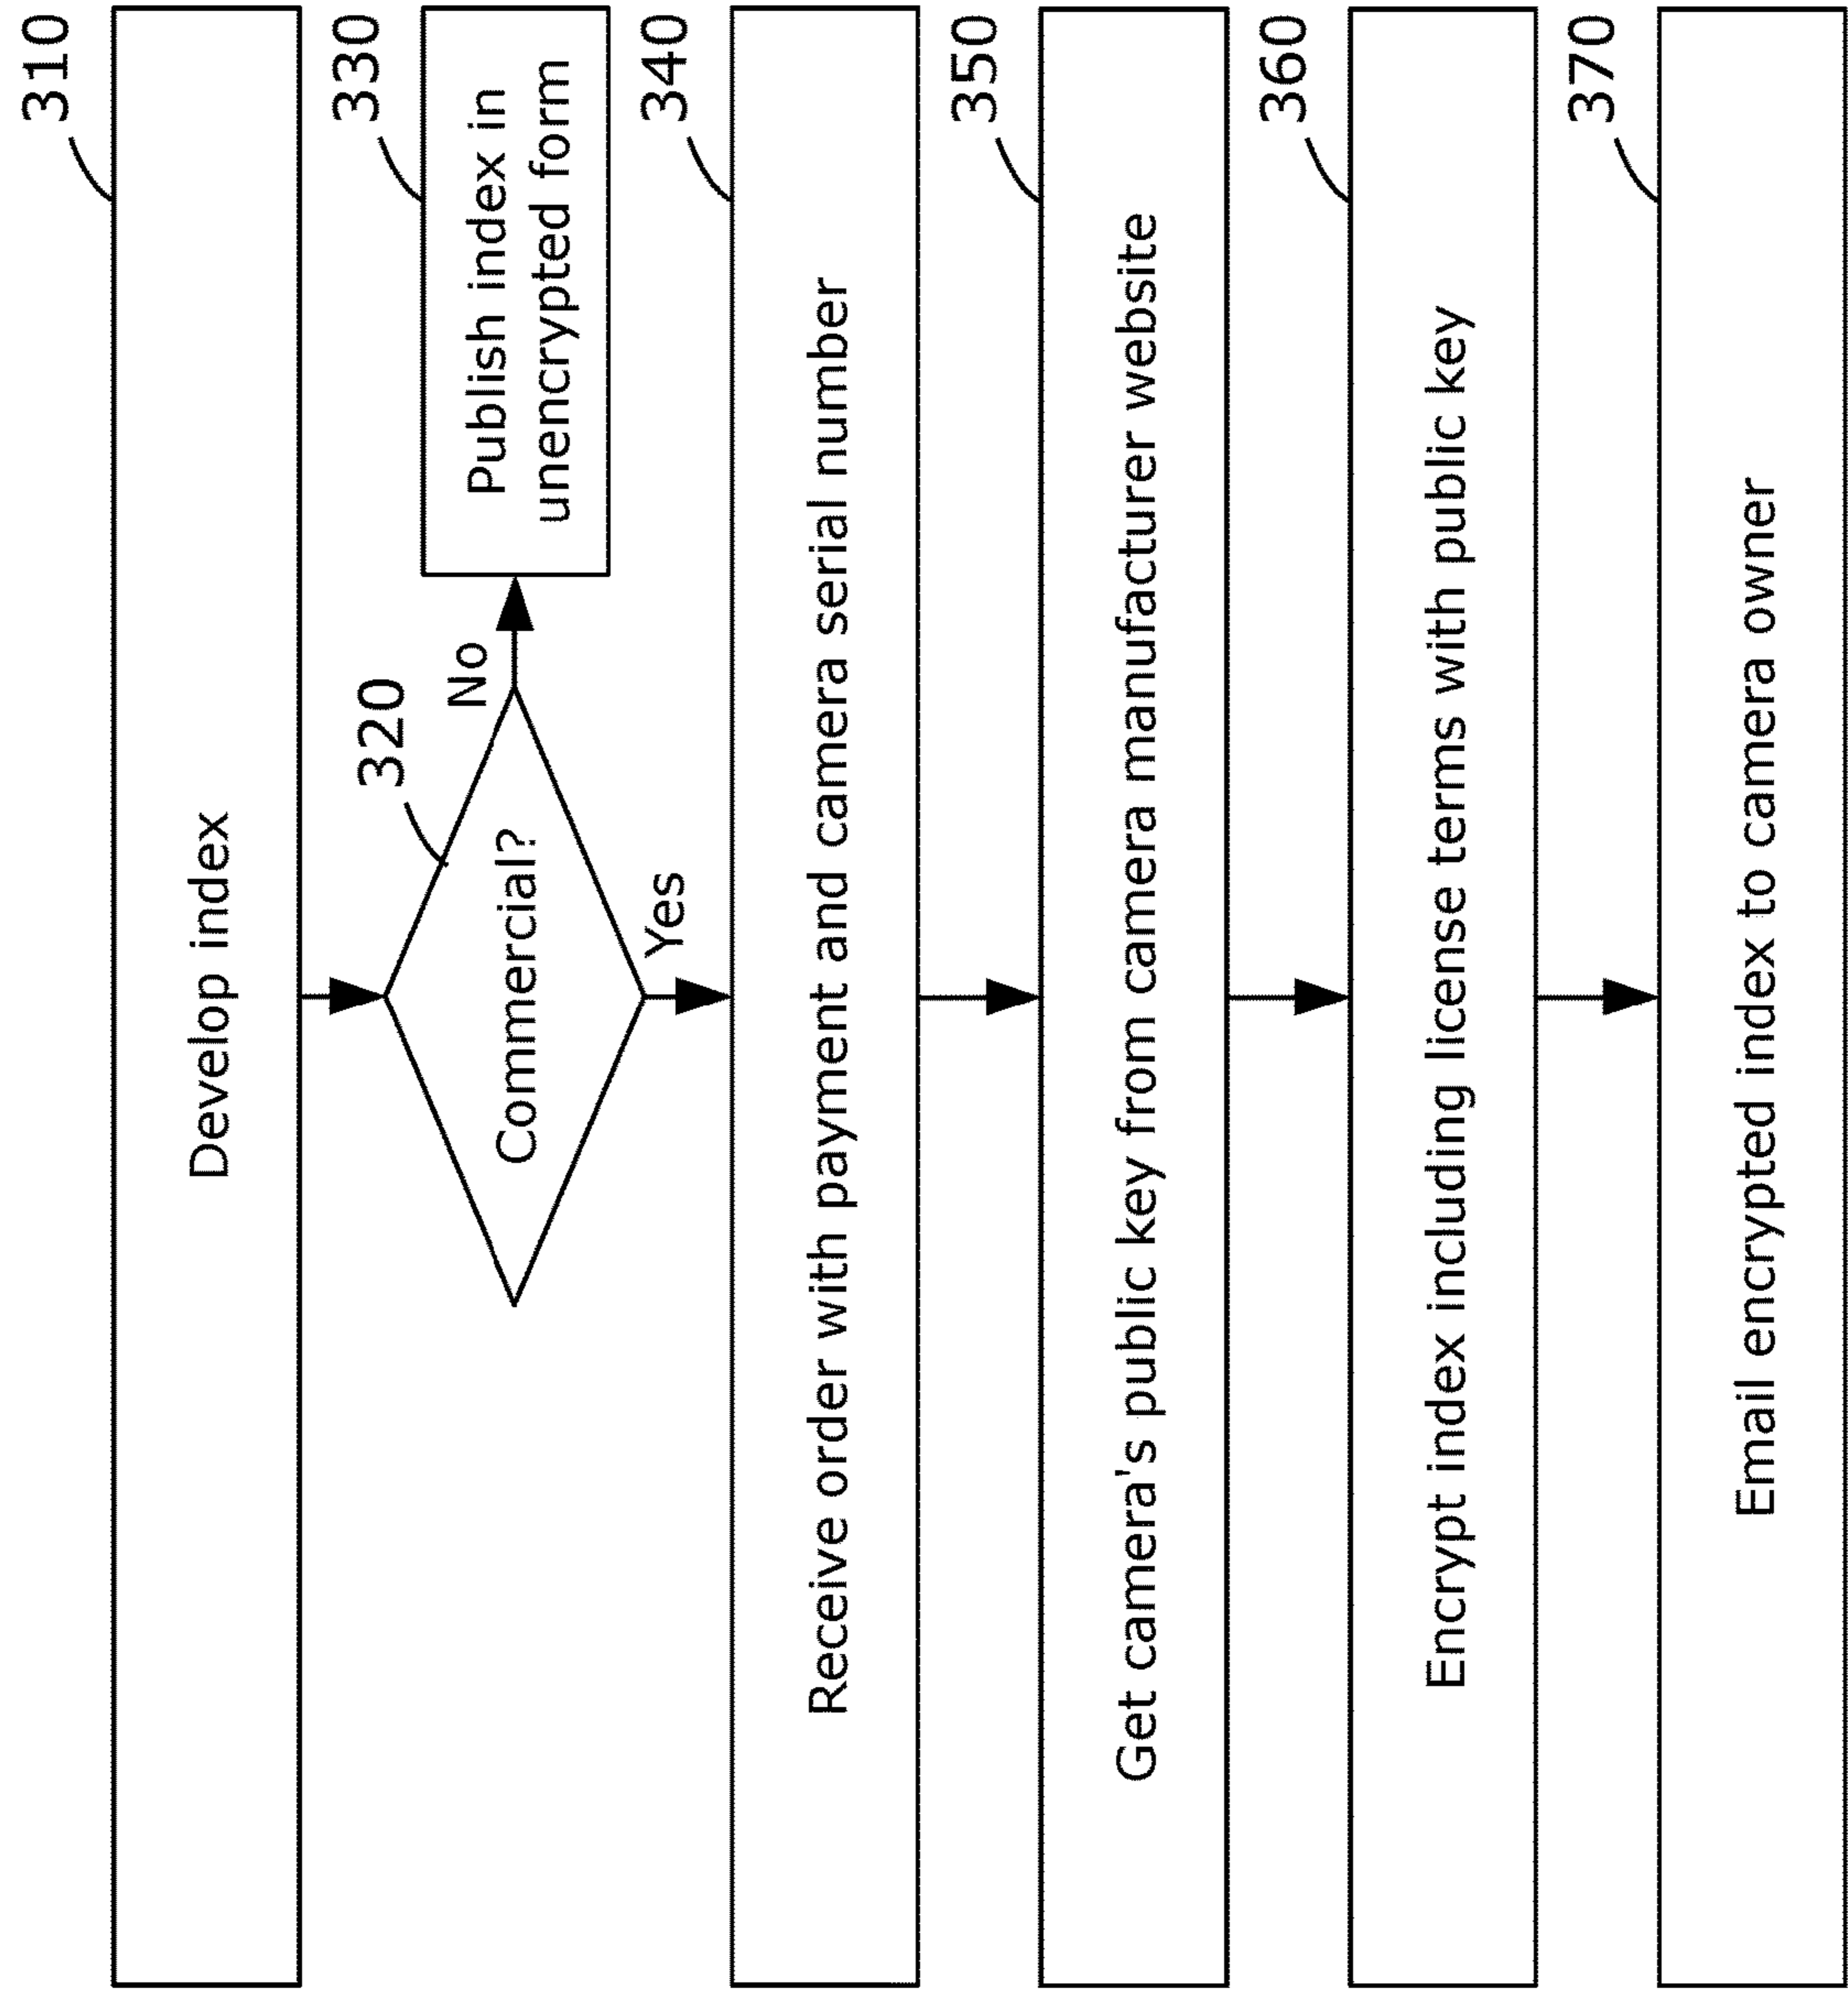 310
Develop index
320
Commercial?
No
Yes
330
Publish index in
unencrypted form
340
Receive order with payment and camera serial number
350
Get camera's public key from camera manufacturer website
360
Encrypt index including license terms with public key
370
Email encrypted index to camera owner